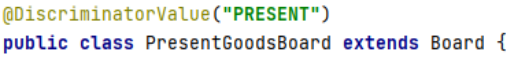 @DiscriminatorValue("PRESENT")
public class PresentGoodsBoard extends Board {